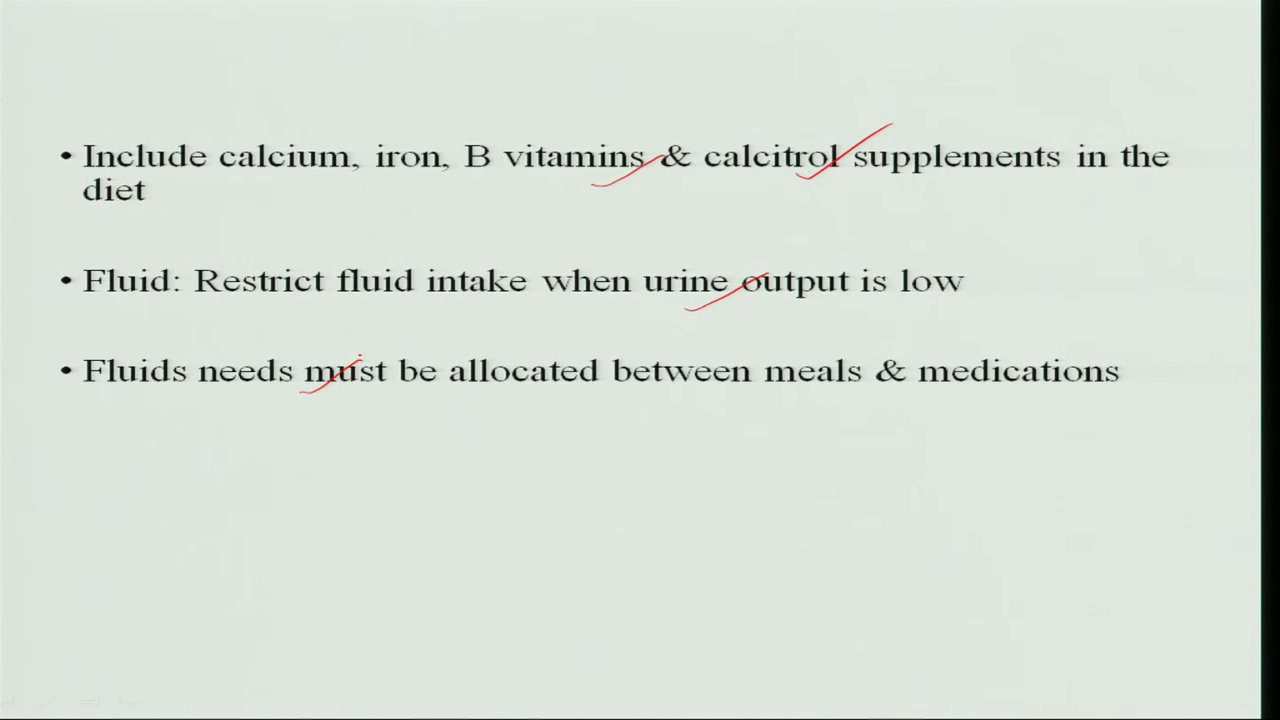 • Include calcium, iron, B vitamins & calcitrol supplements in the
diet
• Fluid: Restrict fluid intake when urine output is low
• Fluids needs must be allocated between meals & medications